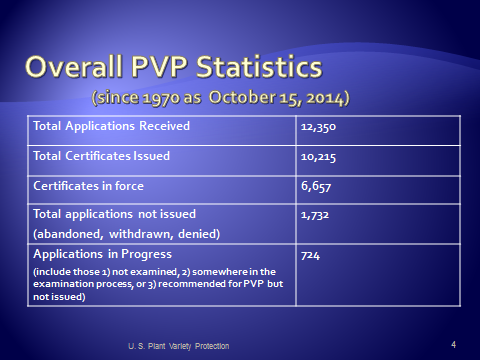 Overall PVP Statistics
(since 1970 as October 15, 2014)
Total Applications Received 12,350
Total Certificates Issued 10,215
Certificates in force 6,657
Total applications not issued 1,732
(abandoned, withdrawn, denied)
Applications in Progress 724
(include those 1) not examined, 2) somewhere in the
examination process, or 3) recommended for PVP but
not issued)
U. S. Plant Variety Protection 4